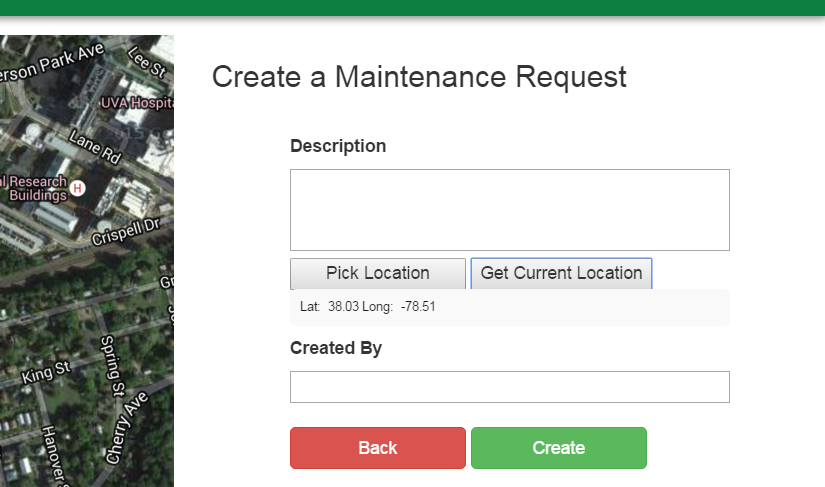 erson Park Ave
Lee St
UVA Hospita
Lane Rd
al Research
Buildings
H
Crispell Dr
King St
Spring St
Cherry Ave
Hanover
Create a Maintenance Request
Description
Pick Location
Get Current Location
Lat: 38.03 Long: -78.51
Created By
Back
Create